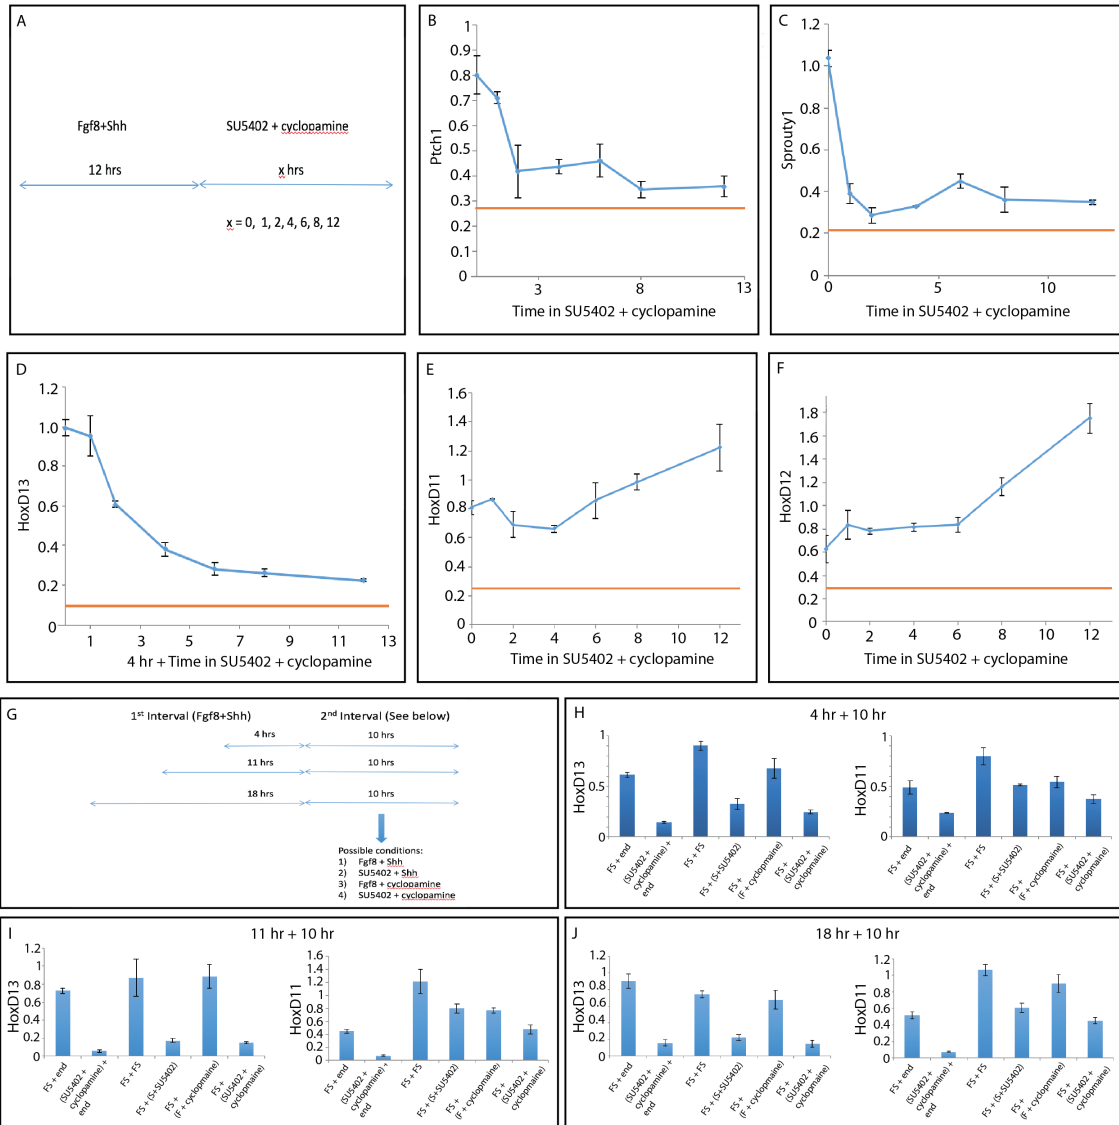 A
Fgf8+Shh
SU5402 + cyclopamine
12 hrs
x hrs
x = 0, 1, 2, 4, 6, 8, 12
B
Ptch1
1
0.9
0.8
0.7
0.6
0.5
0.4
0.3
0.2
0.1
0
3
8
13
Time in SU5402 + cyclopamine
C
Sprouty1
1.2
1.0
0.8
0.6
0.4
0.2
0
0
5
10
Time in SU5402 + cyclopamine
D
HoxD13
1.2
1.0
0.8
0.6
0.4
0.2
0
1
3
5
7
9
11
13
4 hr + Time in SU5402 + cyclopamine
E
HoxD11
1.6
1.4
1.2
1
0.8
0.6
0.4
0.2
0
0
2
4
6
8
10
12
Time in SU5402 + cyclopamine
F
HoxD12
1.8
1.4
1.2
1.0
0.8
0.6
0.4
0.2
0
0
2
4
6
8
10
12
Time in SU5402 + cyclopamine
G
1st Interval (Fgf8+Shh)
2nd Interval (See below)
4 hrs
10 hrs
11 hrs
10 hrs
18 hrs
10 hrs
Possible conditions:
1) Fgf8 + Shh
2) SU5402 + Shh
3) Fgf8 + cyclopamine
4) SU5402 + cyclopamine
H
4 hr + 10 hr
HoxD13
1
0.5
0
FS + end
(SU5402 +
cyclopamine) +
end
FS + FS
FS + (S+SU5402)
FS +
(F + cyclopmaine)
FS +
(SU5402 +
cyclopmaine)
HoxD11
1
0.5
0
FS + end
(SU5402 +
cyclopamine) +
end
FS + FS
FS + (S+SU5402)
FS +
(F + cyclopmaine)
FS +
(SU5402 +
cyclopmaine)
I
11 hr + 10 hr
HoxD13
1.2
1
0.8
0.6
0.4
0.2
0
FS + end
(SU5402 +
cyclopamine) +
end
FS + FS
FS + (S+SU5402)
FS +
(F + cyclopmaine)
FS +
(SU5402 +
cyclopmaine)
HoxD11
1.6
1.4
1.2
1
0.8
0.6
0.4
0.2
0
FS + end
(SU5402 +
cyclopamine) +
end
FS + FS
FS + (S+SU5402)
FS +
(F + cyclopmaine)
FS +
(SU5402 +
cyclopmaine)
J
18 hr + 10 hr
HoxD13
1.2
1
0.8
0.6
0.4
0.2
0
FS + end
(SU5402 +
cyclopamine) +
end
FS + FS
FS + (S+SU5402)
FS +
(F + cyclopmaine)
FS +
(SU5402 +
cyclopmaine)
HoxD11
1.2
1
0.8
0.6
0.4
0.2
0
FS + end
(SU5402 +
cyclopamine) +
end
FS + FS
FS + (S+SU5402)
FS +
(F + cyclopmaine)
FS +
(SU5402 +
cyclopmaine)